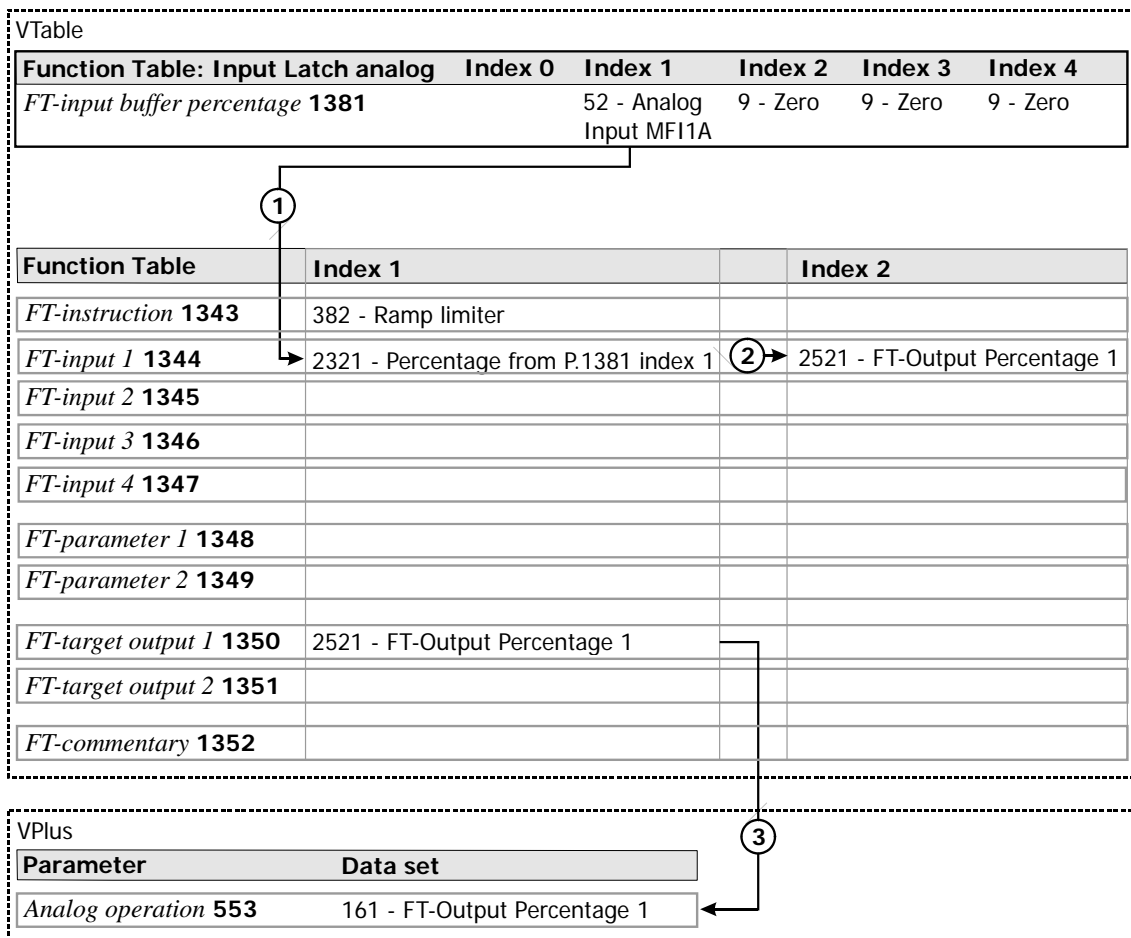 VTable
Function Table: Input Latch analog Index 0 Index 1 Index 2 Index 3 Index 4
FT-input buffer percentage 1381 52 - Analog 9 - Zero 9 - Zero 9 - Zero
Input MFI1A
1
Function Table Index 1 Index 2
FT-instruction 1343 382 - Ramp limiter
FT-input 1 1344 2321 - Percentage from P.1381 index 1 2 2521 - FT-Output Percentage 1
FT-input 2 1345
FT-input 3 1346
FT-input 4 1347
FT-parameter 1 1348
FT-parameter 2 1349
FT-target output 1 1350 2521 - FT-Output Percentage 1
FT-target output 2 1351
FT-commentary 1352
VPlus
3
Parameter Data set
Analog operation 553 161 - FT-Output Percentage 1